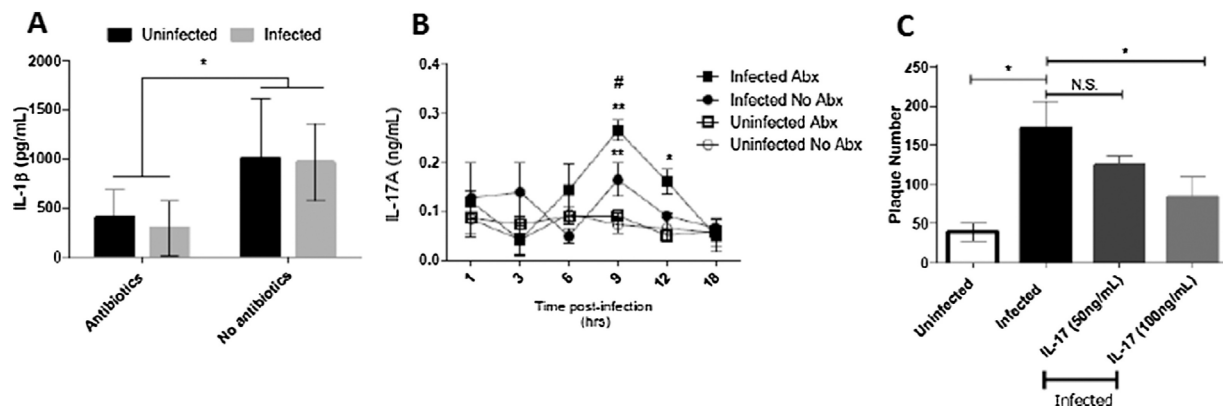 A
Uninfected Infected
IL-1β (pg/mL)
2000
1500
1000
500
0
*
Antibiotics
No antibiotics
B
IL-17A (ng/mL)
0.4
0.3
0.2
0.1
0.0
#
**
**
*
Infected Abx
Infected No Abx
Uninfected Abx
Uninfected No Abx
1 3 6 9 12 18
Time post-infection
(hrs)
C
Plaque Number
250
200
150
100
50
0
*
*
N.S.
Uninfected
Infected
IL-17 (50ng/mL)
IL-17 (100ng/mL)
Infected